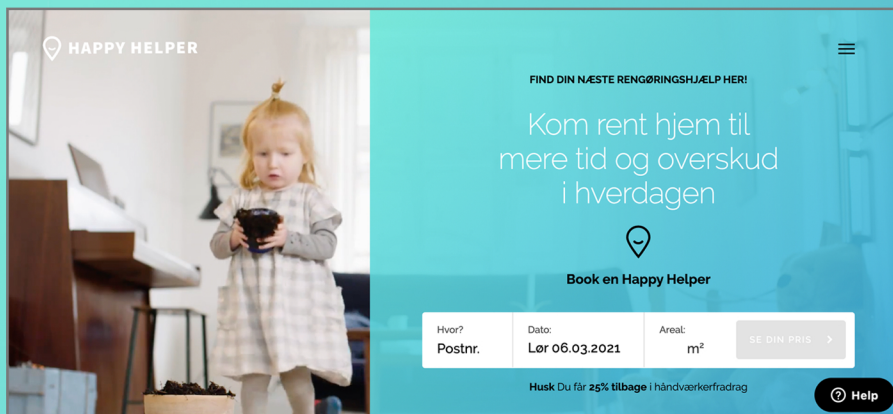 HAPPY HELPER
FIND DIN NÆSTE RENGØRINGSHJÆLP HER!
Kom rent hjem til
mere tid og overskud
i hverdagen
Book en Happy Helper
Hvor?
Postnr.
Dato:
Lør 06.03.2021
Areal:
m²
SE DIN PRIS
Husk Du får 25% tilbage i håndværkerfradrag
Help